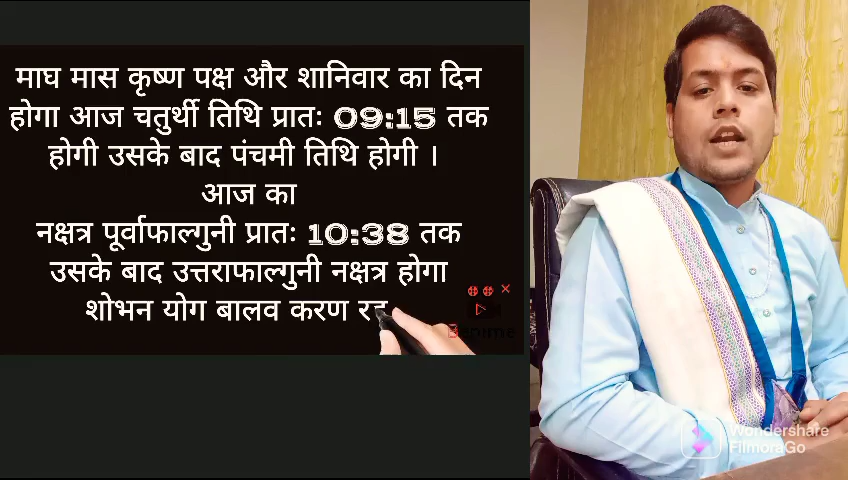 माघ मास कृष्ण पक्ष और शानिवार का दिन
होगा आज चतुर्थी तिथि प्रातः 09:15 तक
होगी उसके बाद पंचमी तिथि होगी ।
आज का
नक्षत्र पूर्वाफाल्गुनी प्रातः 10:38 तक
उसके बाद उत्तराफाल्गुनी नक्षत्र होगा
शोभन योग बालव करण
Benime
Wondershare
FilmoraGo